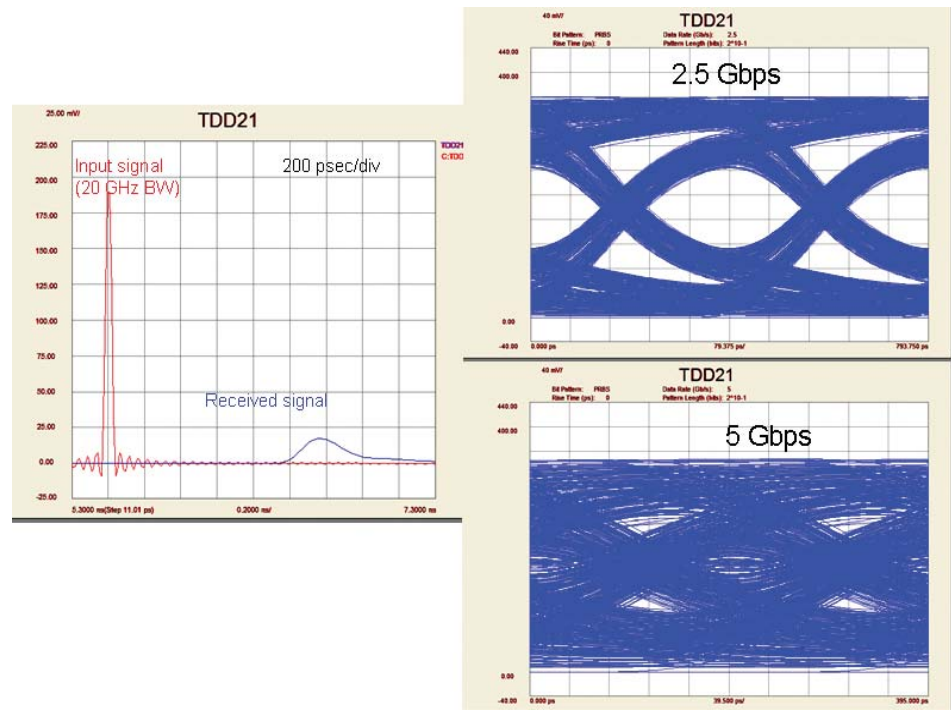 25.00 mV/
TDD21
225.00
200.00
175.00
150.00
125.00
100.00
75.00
50.00
25.00
0.00
-25.00
Input signal
(20 GHz BW)
200 psec/div
TDD21
C:TDD
Received signal
5.3000 ns(Step 11.01 ps)
0.2000 ns/
7.3000 ns
40 mV/
TDD21
Bit Pattern: PRBS
Data Rate (Gb/s): 2.5
Rise Time (ps): 0
Pattern Length (bits): 2^10-1
440.00
400.00
2.5 Gbps
0.00
-40.00
0.000 ps
79.375 ps/
793.750 ps
40 mV/
TDD21
Bit Pattern: PRBS
Data Rate (Gb/s): 5
Rise Time (ps): 0
Pattern Length (bits): 2^10-1
440.00
400.00
5 Gbps
0.00
-40.00
0.000 ps
39.500 ps/
395.000 ps